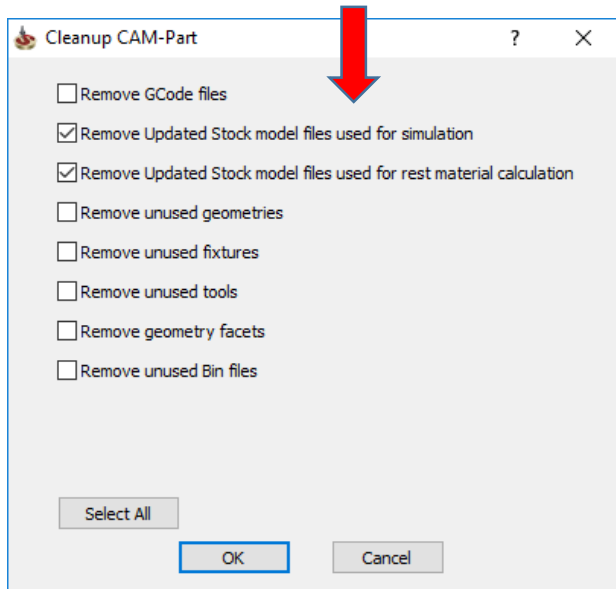 Cleanup CAM-Part
Remove GCode files
Remove Updated Stock model files used for simulation
Remove Updated Stock model files used for rest material calculation
Remove unused geometries
Remove unused fixtures
Remove unused tools
Remove geometry facets
Remove unused Bin files
Select All
OK Cancel